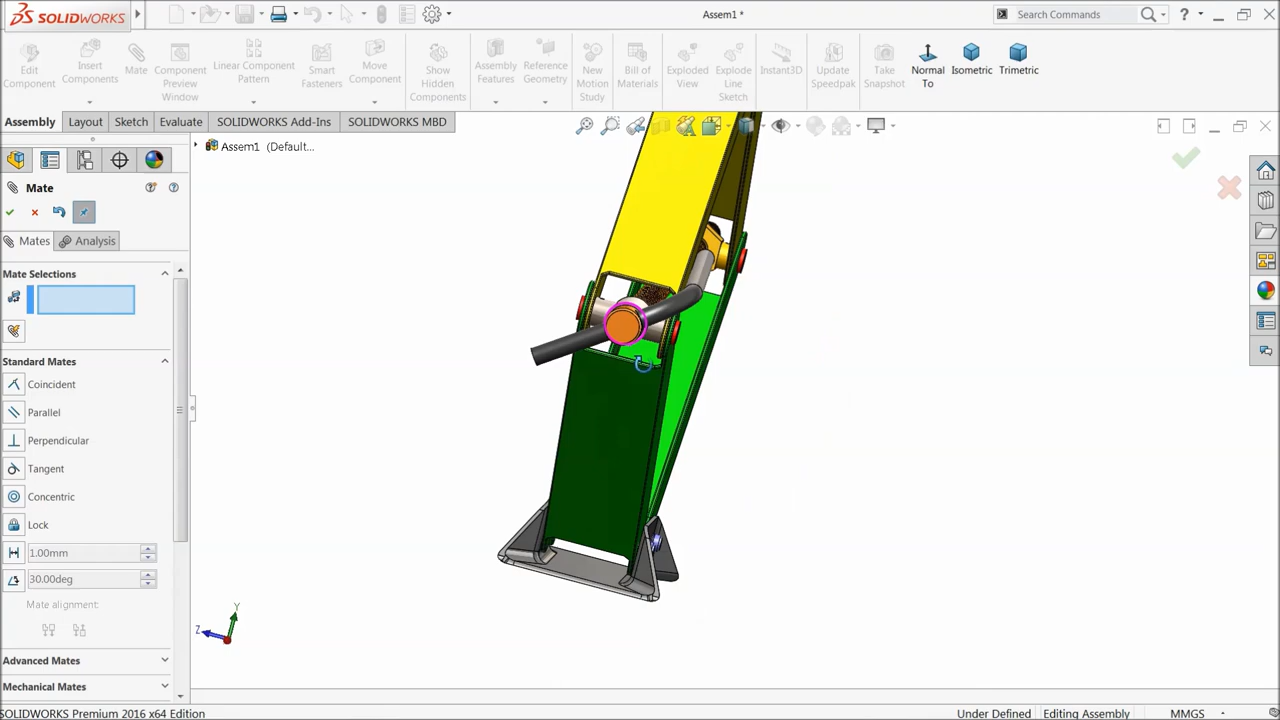 SOLIDWORKS
Assem1 *
Search Commands
?
Edit Component
Insert Components
Mate
Component Preview Window
Linear Component Pattern
Smart Fasteners
Move Component
Show Hidden Components
Assembly Features
Reference Geometry
New Motion Study
Bill of Materials
Exploded View
Explode Line Sketch
Instant3D
Update Speedpak
Take Snapshot
Normal To
Isometric
Trimetric
Assembly
Layout
Sketch
Evaluate
SOLIDWORKS Add-Ins
SOLIDWORKS MBD
Assem1 (Default...
Mate
Mates
Analysis
Mate Selections
Standard Mates
Coincident
Parallel
Perpendicular
Tangent
Concentric
Lock
1.00mm
30.00deg
Mate alignment:
Advanced Mates
Mechanical Mates
Y
Z
SOLIDWORKS Premium 2016 x64 Edition
Under Defined
Editing Assembly
MMGS